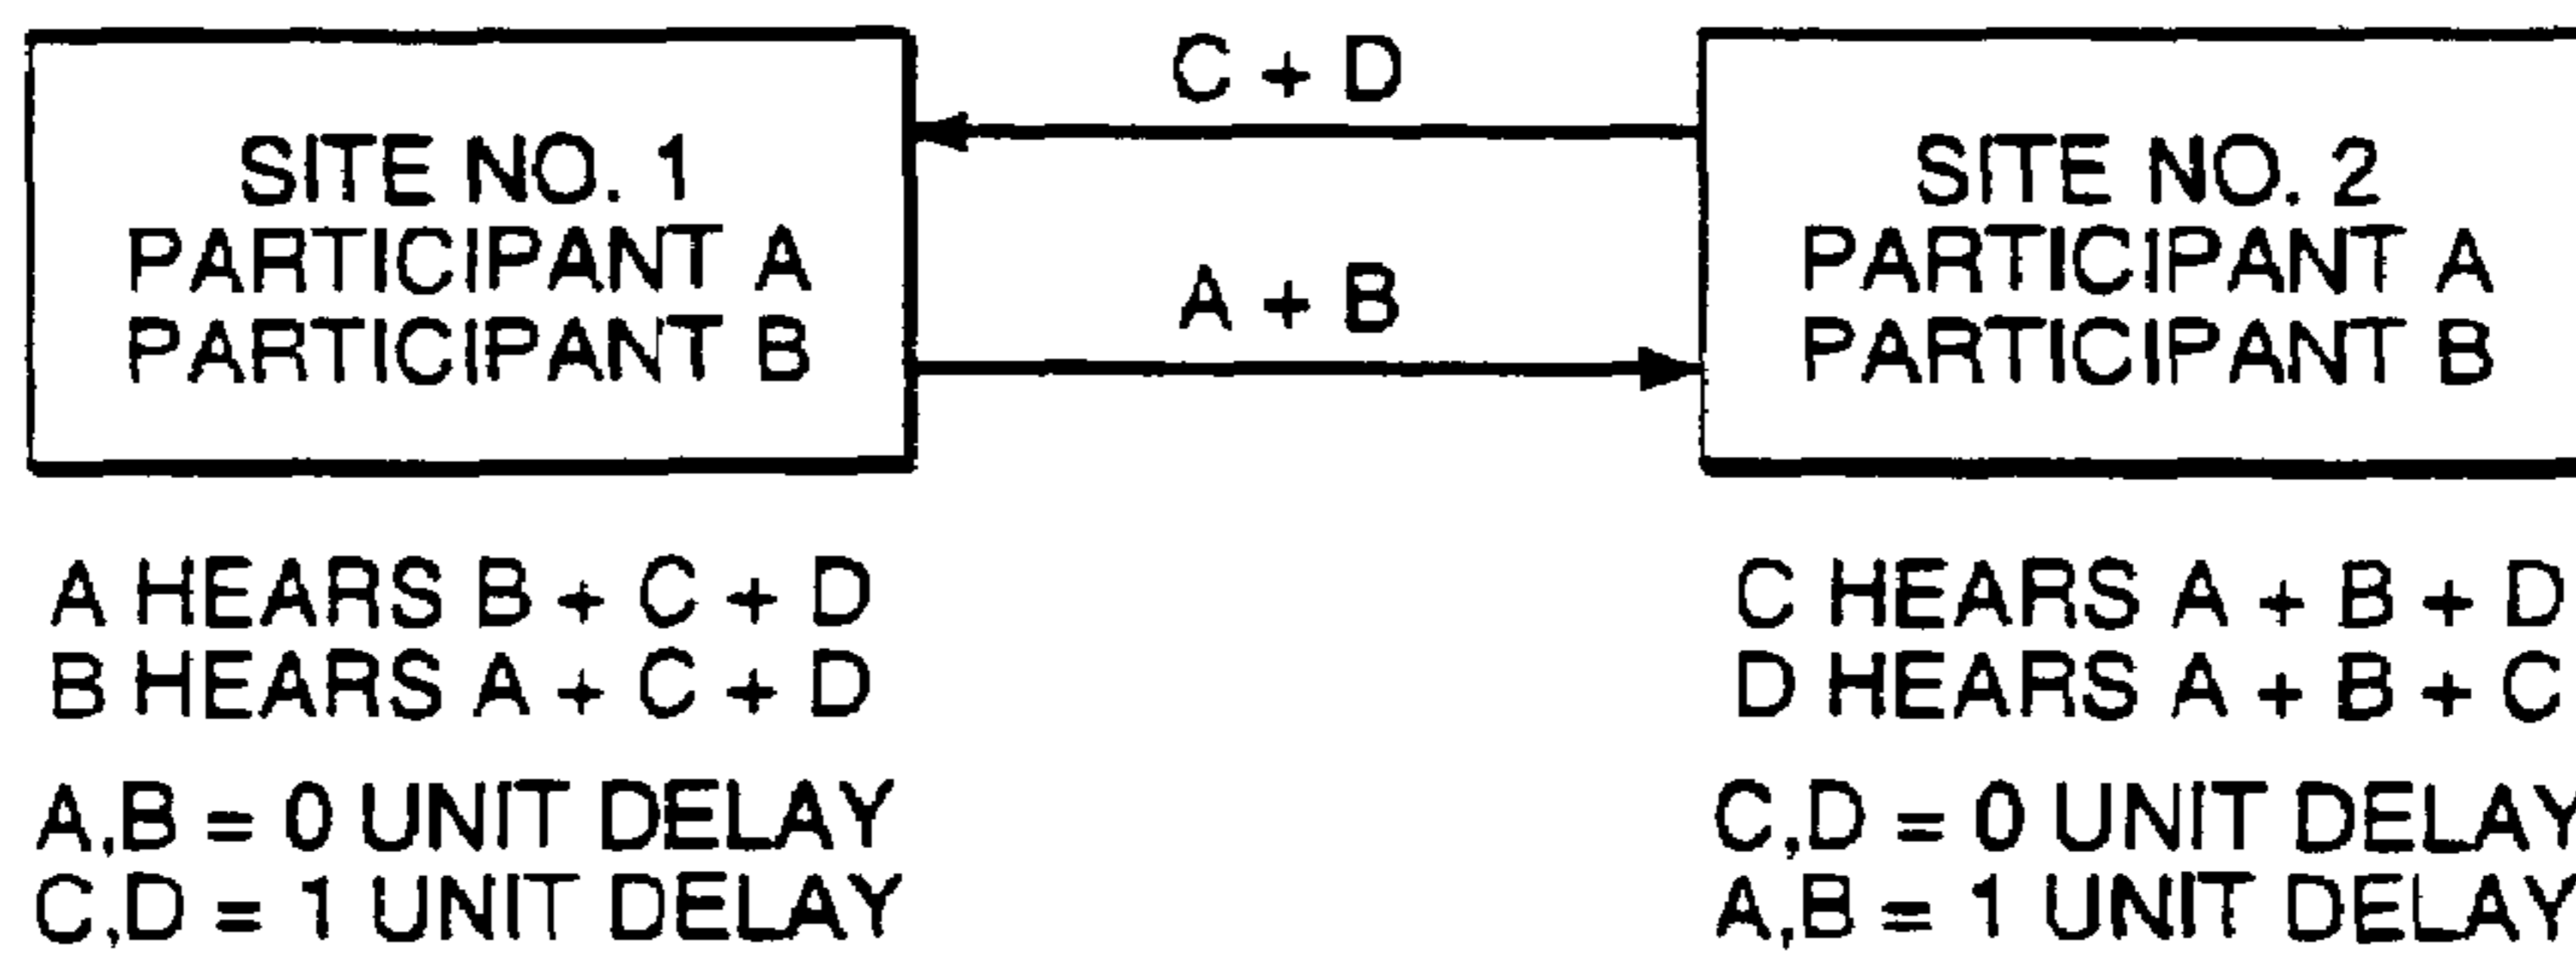 C + D
SITE NO. 1
PARTICIPANT A
PARTICIPANT B
A + B
SITE NO. 2
PARTICIPANT A
PARTICIPANT B
A HEARS B + C + D
B HEARS A + C + D
A,B = 0 UNIT DELAY
C,D = 1 UNIT DELAY
C HEARS A + B + D
D HEARS A + B + C
C,D = 0 UNIT DELAY
A,B = 1 UNIT DELAY